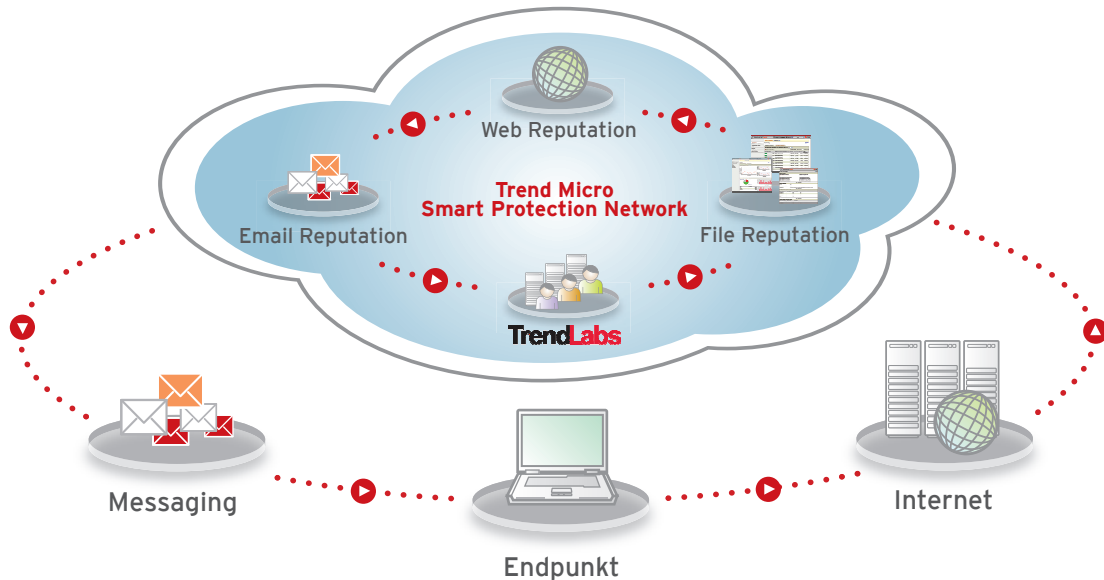 Web Reputation
Trend Micro
Smart Protection Network
Email Reputation
File Reputation
TrendLabs
Messaging
Internet
Endpunkt